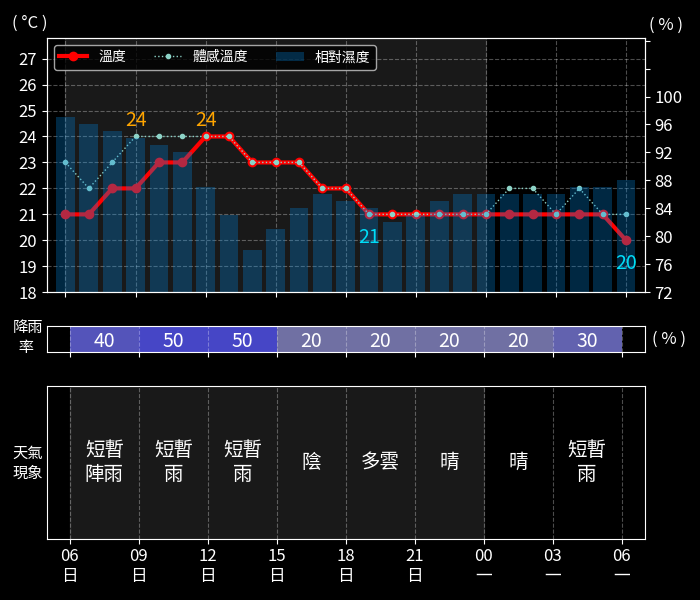 ( °C )
( % )
溫度 體感溫度 相對濕度
27
26
25
24
23
22
21
20
19
18
24
24
21
20
100
96
92
88
84
80
76
72
降雨率
40 50 50 20 20 20 20 30
( % )
天氣現象
短暫陣雨
短暫雨
短暫雨
陰
多雲
晴
晴
短暫雨
06 09 12 15 18 21 00 03 06
日 日 日 日 日 日 一 一 一